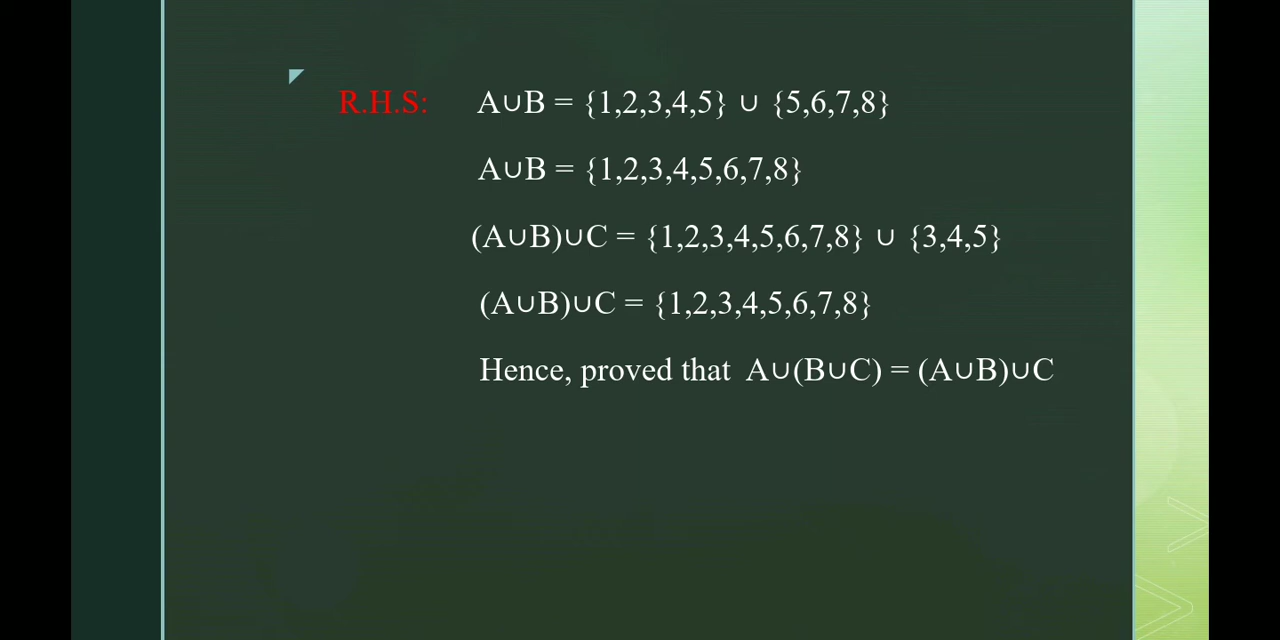 R.H.S: A∪B = {1,2,3,4,5} ∪ {5,6,7,8}
A∪B = {1,2,3,4,5,6,7,8}
(A∪B)∪C = {1,2,3,4,5,6,7,8} ∪ {3,4,5}
(A∪B)∪C = {1,2,3,4,5,6,7,8}
Hence, proved that A∪(B∪C) = (A∪B)∪C